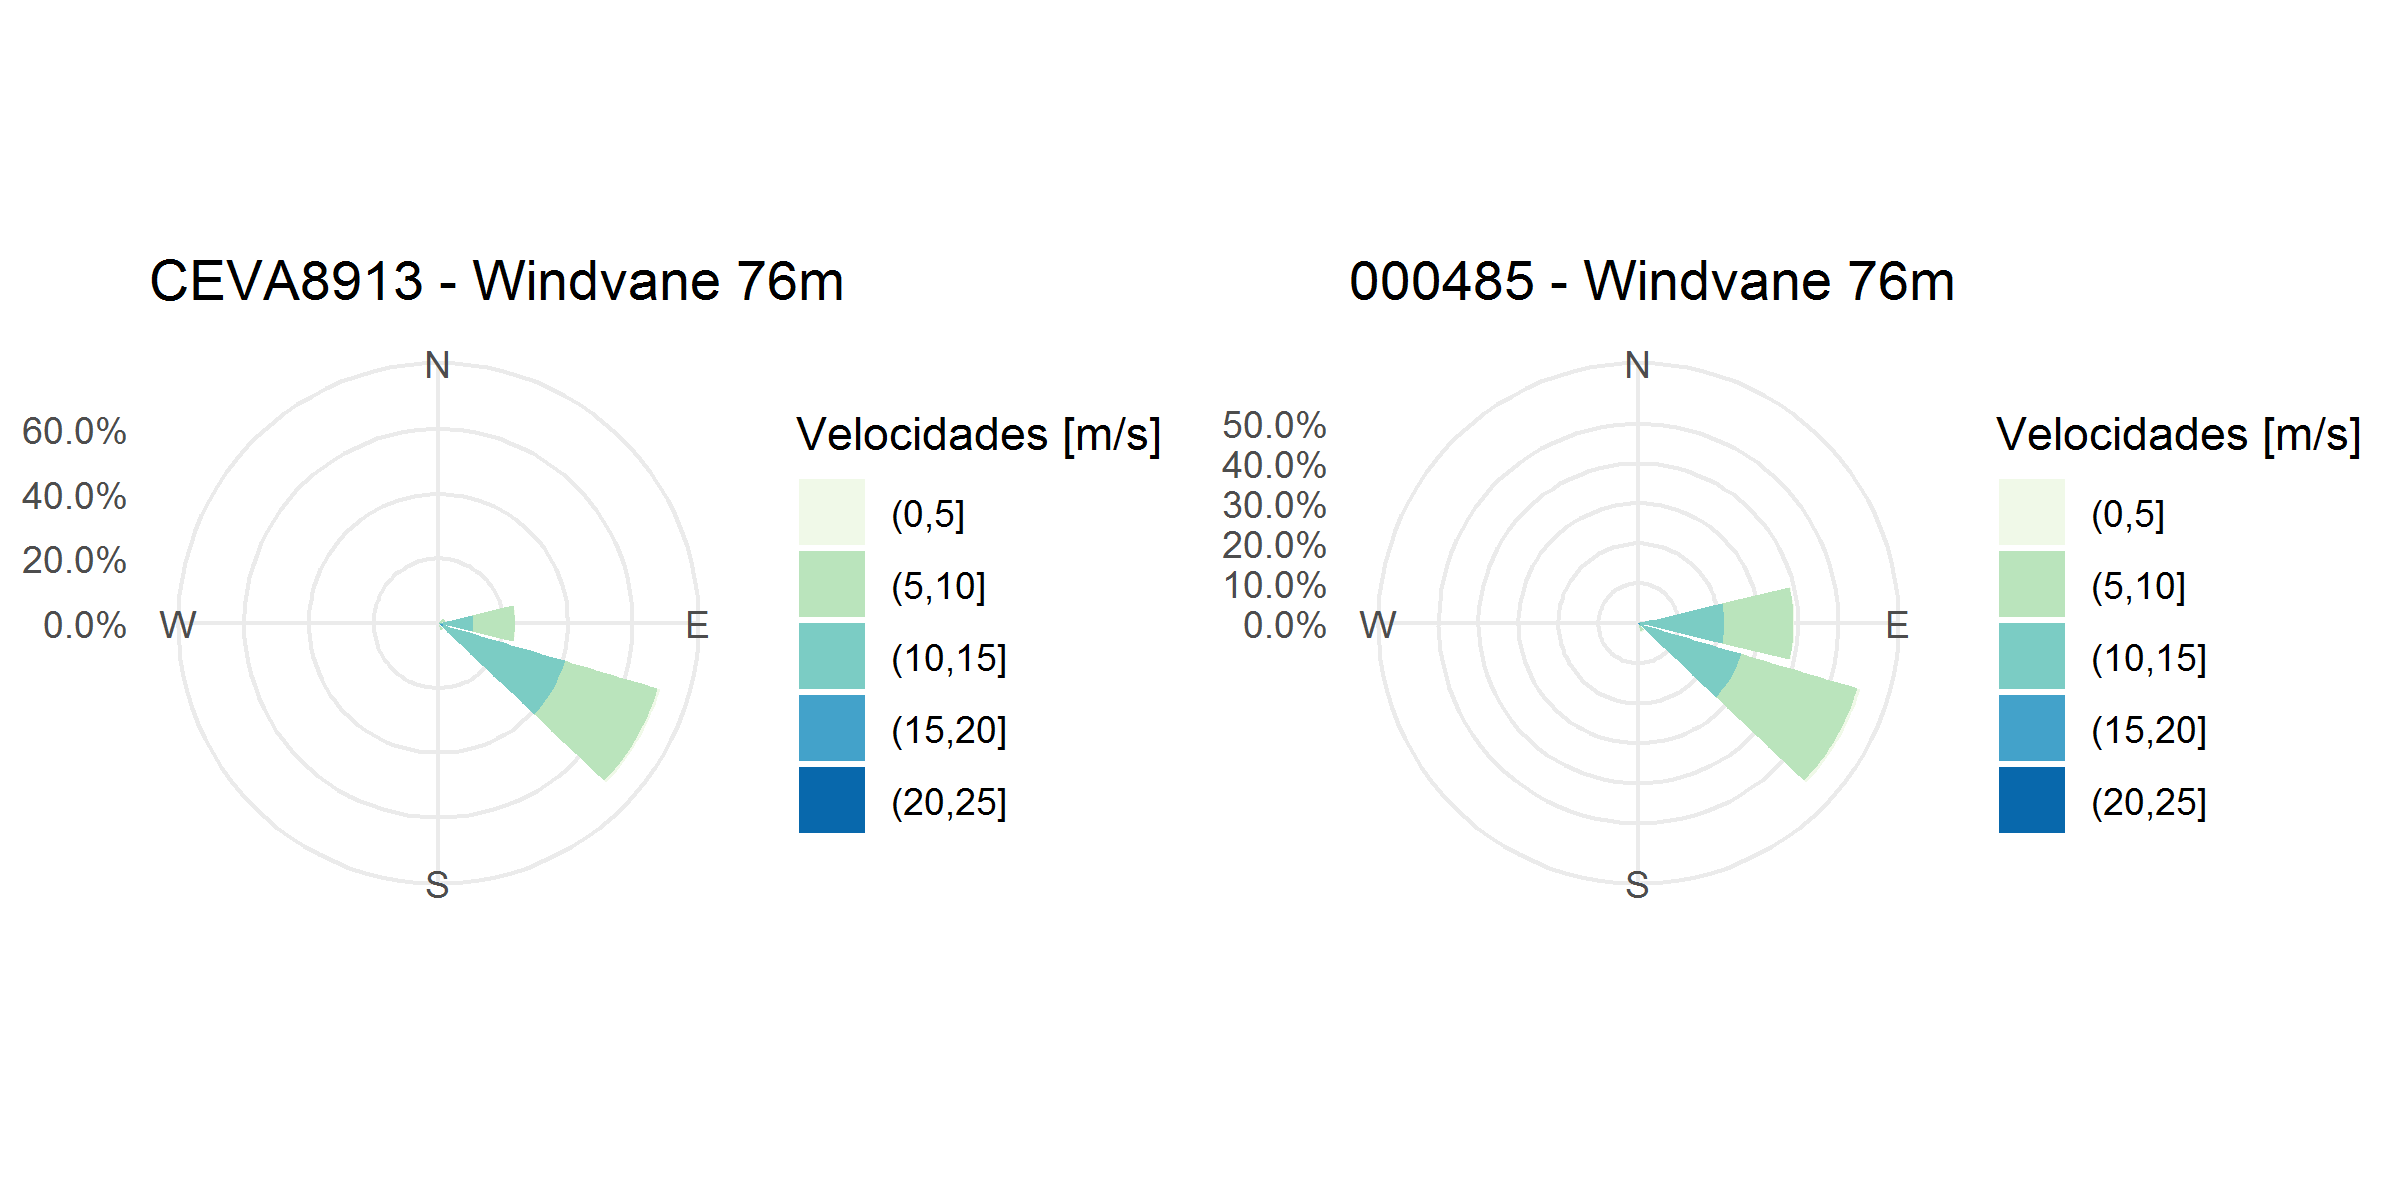 CEVA8913 - Windvane 76m
N
60.0%
40.0%
20.0%
0.0%
W
E
S
Velocidades [m/s]
(0,5]
(5,10]
(10,15]
(15,20]
(20,25]
000485 - Windvane 76m
N
50.0%
40.0%
30.0%
20.0%
10.0%
0.0%
W
E
S
Velocidades [m/s]
(0,5]
(5,10]
(10,15]
(15,20]
(20,25]